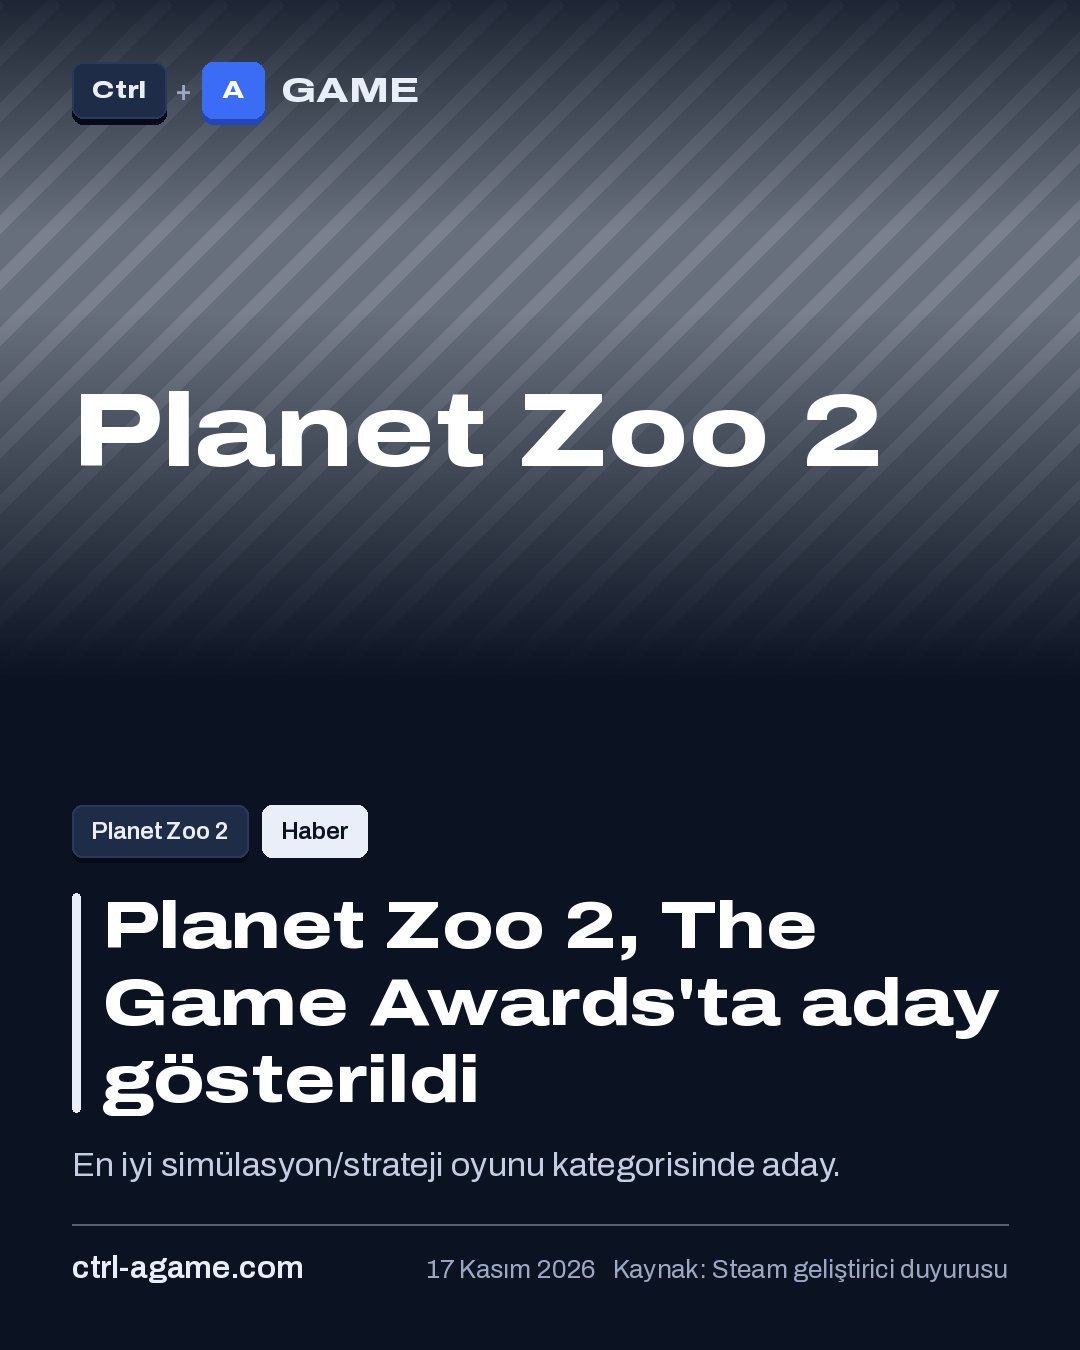 Ctrl + A GAME
Planet Zoo 2
Planet Zoo 2 Haber
Planet Zoo 2, The
Game Awards'ta aday
gösterildi
En iyi simülasyon/strateji oyunu kategorisinde aday.
ctrl-agame.com 17 Kasım 2026 Kaynak: Steam geliştirici duyurusu